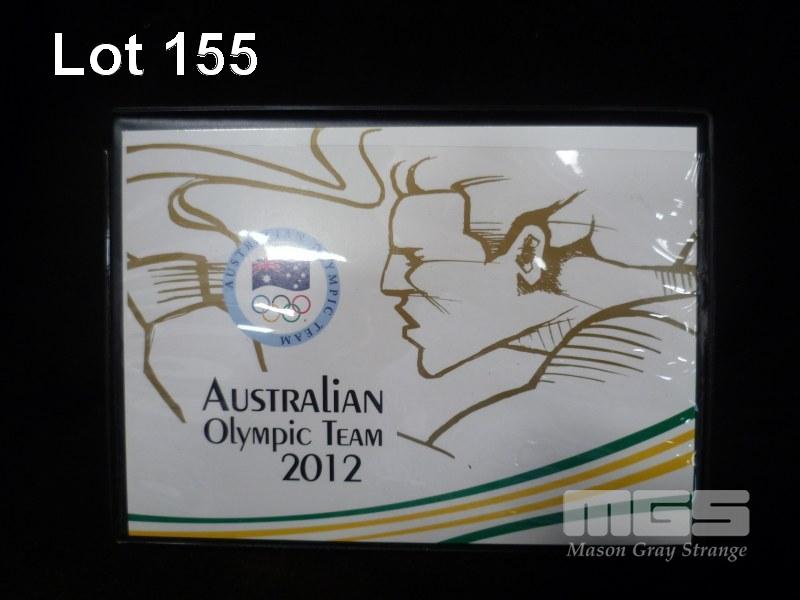 Lot 155
AUSTRALIAN OLYMPIC TEAM
AUSTRALIAN
OLYMPIC TEAM
2012
MGS
Mason Gray Strange